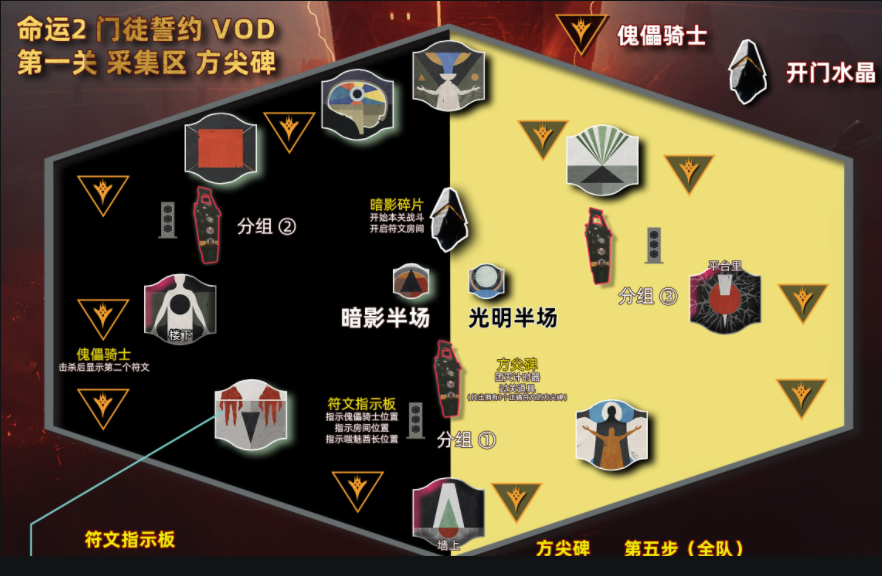 命运2 门徒誓约 VOD
第一关 采集区 方尖碑
傀儡骑士
开门水晶
暗影碎片
开始本关战斗
开启符文房间
分组 ②
平台里
分组 ③
楼下
暗影半场
光明半场
傀儡骑士
击杀后显示第二个符文
方尖碑
团灭计时器
符文指示板
指示傀儡骑士位置
指示房间位置
指示嗞魅酋长位置
分组 ①
墙上
符文指示板
方尖碑
第五步（全队）